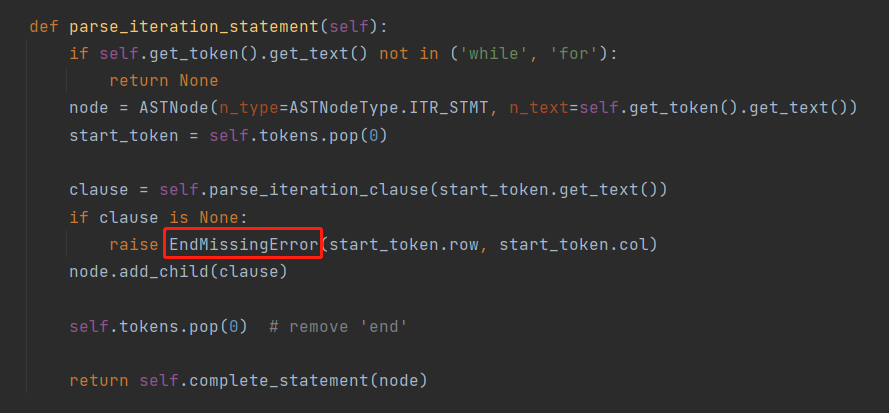 def parse_iteration_statement(self):
    if self.get_token().get_text() not in ('while', 'for'):
        return None
    node = ASTNode(n_type=ASTNodeType.ITR_STMT, n_text=self.get_token().get_text())
    start_token = self.tokens.pop(0)

    clause = self.parse_iteration_clause(start_token.get_text())
    if clause is None:
        raise EndMissingError(start_token.row, start_token.col)
    node.add_child(clause)

    self.tokens.pop(0)  # remove 'end'

    return self.complete_statement(node)